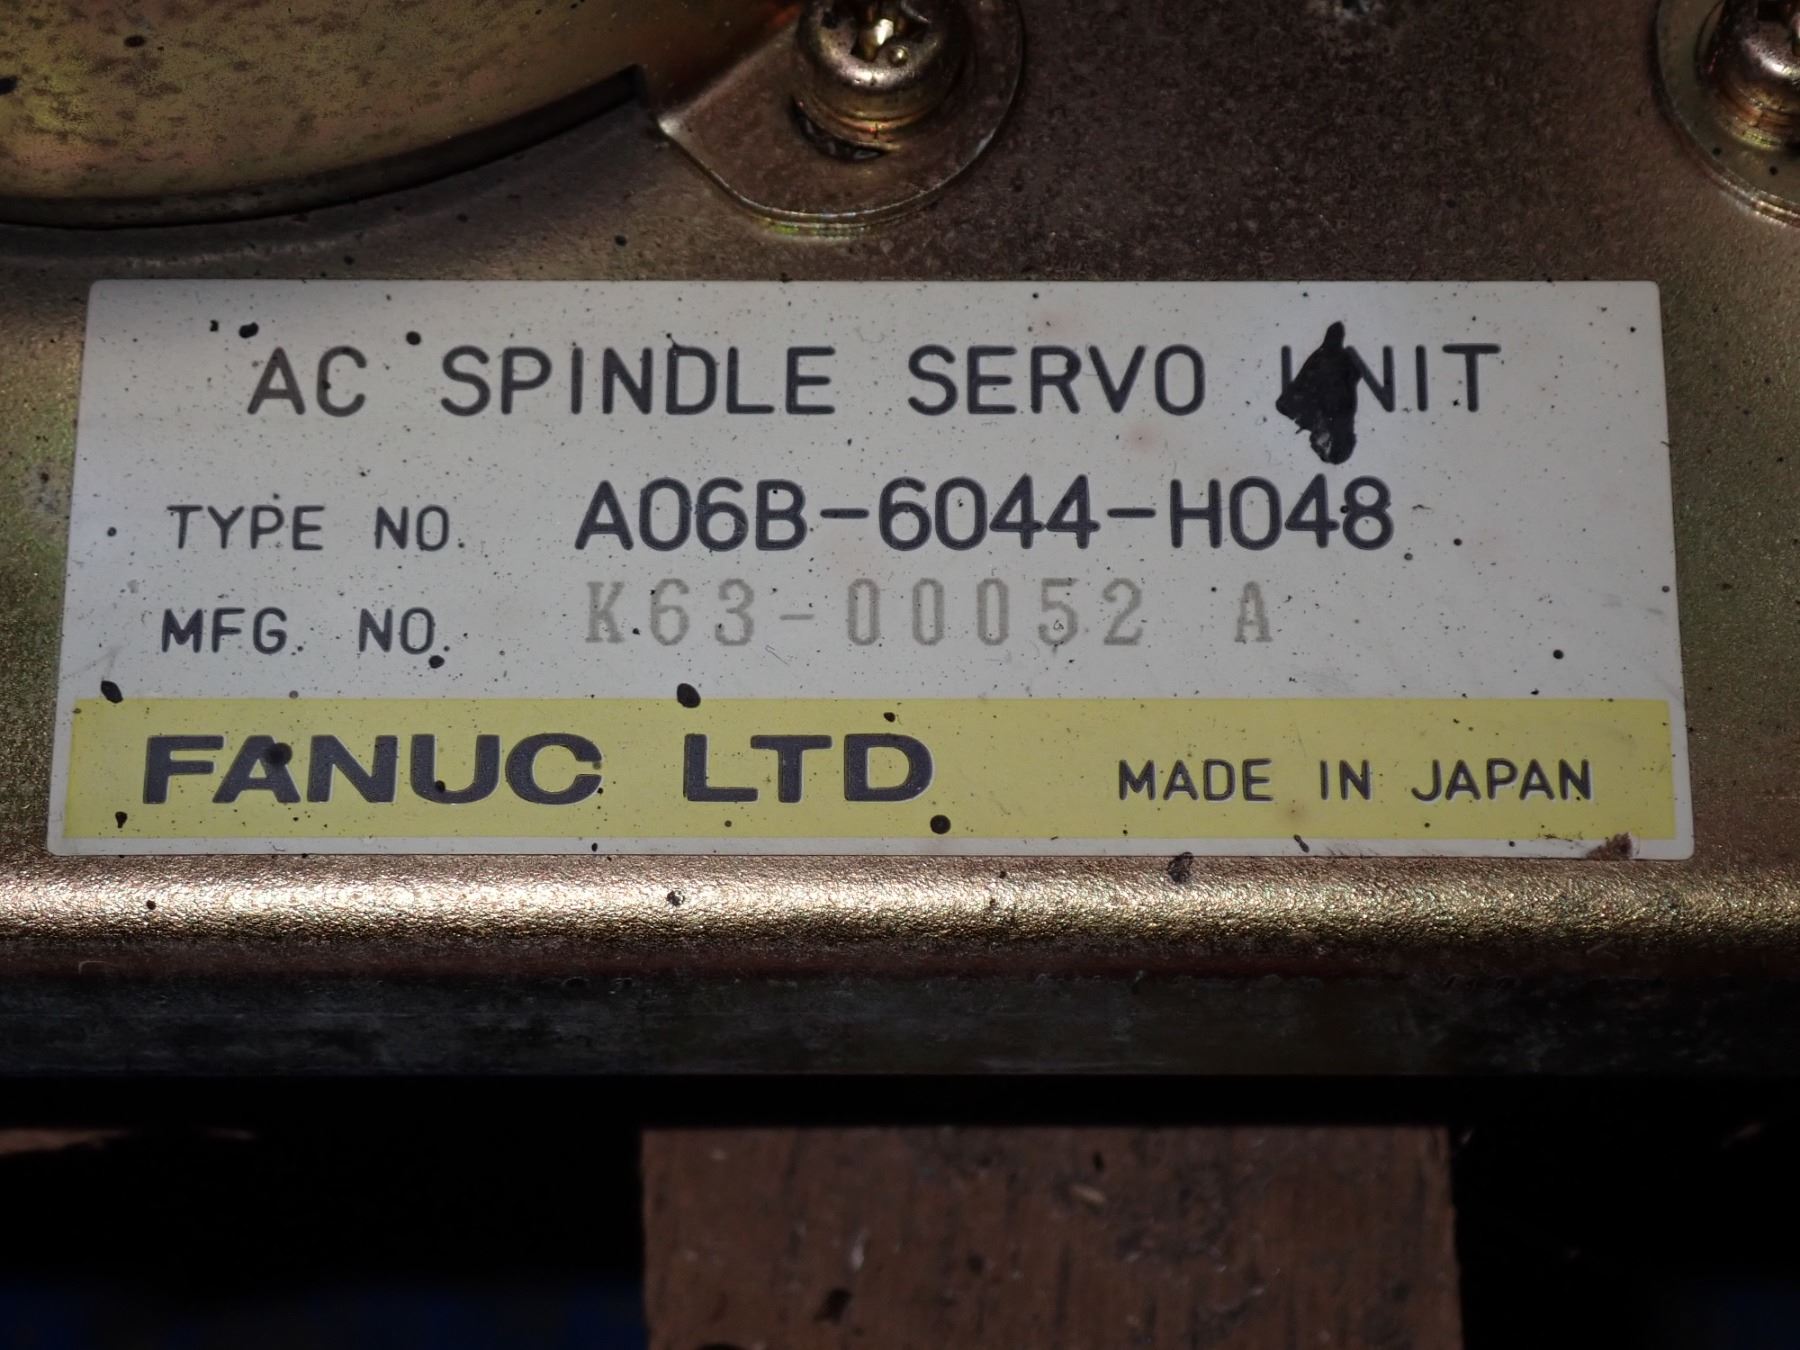 AC SPINDLE SERVO UNIT
TYPE NO. A06B-6044-H048
MFG. NO. K63-00052 A
FANUC LTD MADE IN JAPAN